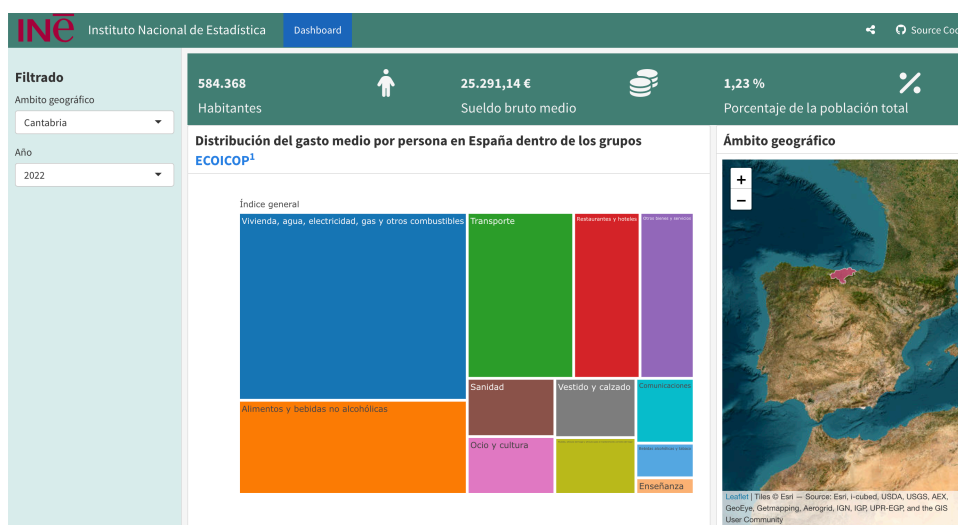 INE
Instituto Nacional de Estadística
Dashboard
Source Coo
Filtrado
Ambito geográfico
Cantabria
Año
2022
584.368
Habitantes
25.291,14 €
Sueldo bruto medio
1,23 %
Porcentaje de la población total
Distribución del gasto medio por persona en España dentro de los grupos
ECOICOP1
Ámbito geográfico
Índice general
Vivienda, agua, electricidad, gas y otros combustibles
Transporte
Restaurantes y hoteles
Otros bienes y servicios
Alimentos y bebidas no alcohólicas
Sanidad
Vestido y calzado
Comunicaciones
Ocio y cultura
Bebidas alcohólicas y tabaco
Enseñanza
+
−
Leaflet | Tiles © Esri — Source: Esri, i-cubed, USDA, USGS, AEX,
GeoEye, Getmapping, Aerogrid, IGN, IGP, UPR-EGP, and the GIS
User Community